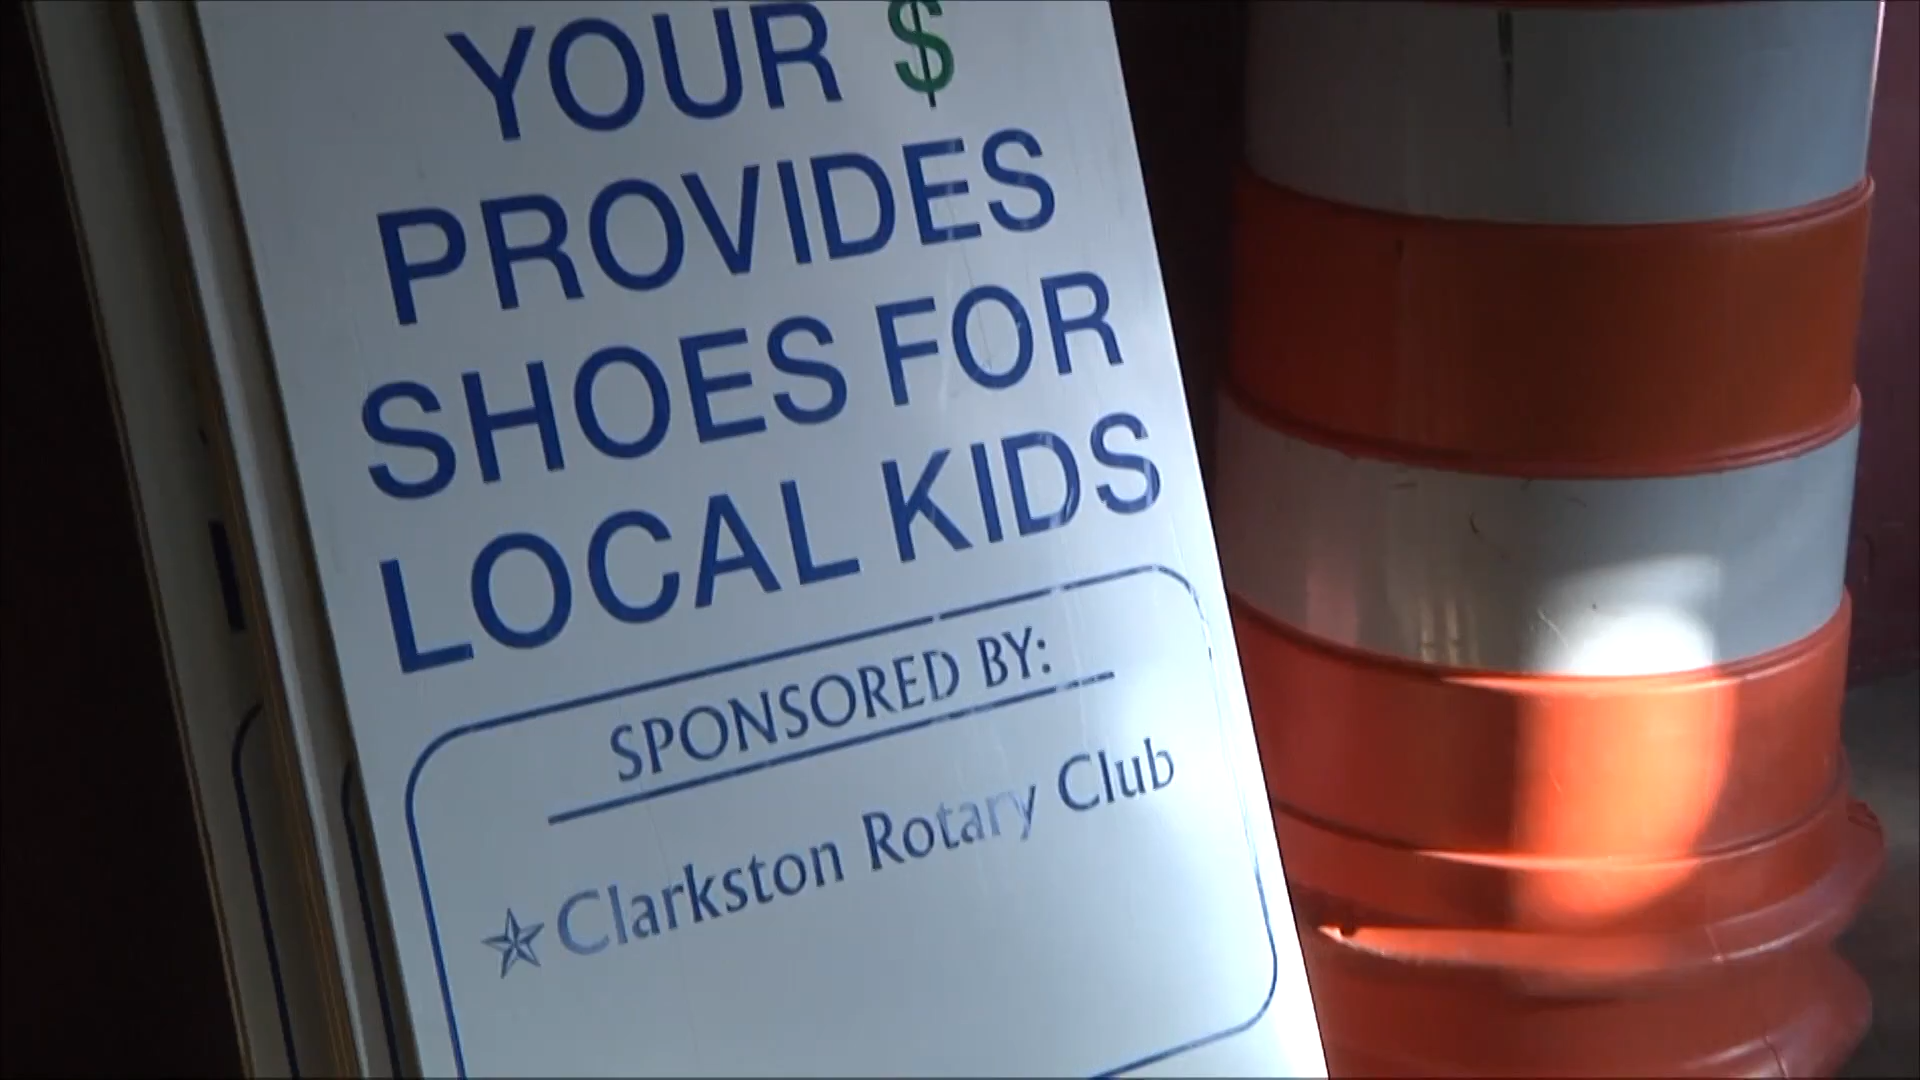 YOUR $
PROVIDES
SHOES FOR
LOCAL KIDS
SPONSORED BY:
Clarkston Rotary Club